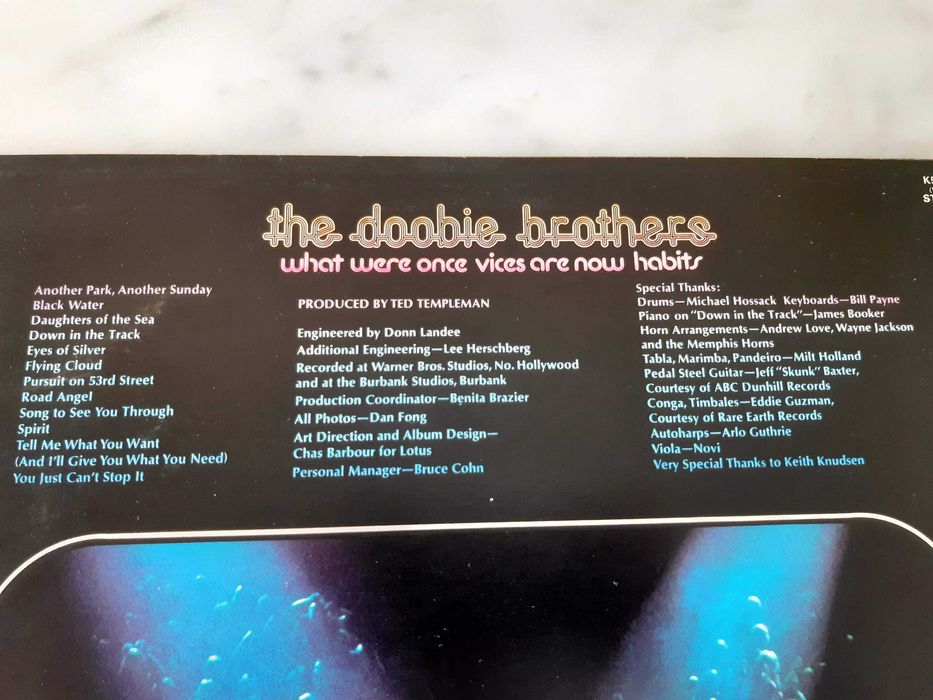 the doobie brothers
what were once vices are now habits
Another Park, Another Sunday
Black Water
Daughters of the Sea
Down in the Track
Eyes of Silver
Flying Cloud
Pursuit on 53rd Street
Road Angel
Song to See You Through
Spirit
Tell Me What You Want
(And I'll Give You What You Need)
You Just Can't Stop It
PRODUCED BY TED TEMPLEMAN
Engineered by Donn Landee
Additional Engineering—Lee Herschberg
Recorded at Warner Bros. Studios, No. Hollywood
and at the Burbank Studios, Burbank
Production Coordinator—Benita Brazier
All Photos—Dan Fong
Art Direction and Album Design—
Chas Barbour for Lotus
Personal Manager—Bruce Cohn
Special Thanks:
Drums—Michael Hossack Keyboards—Bill Payne
Piano on "Down in the Track"—James Booker
Horn Arrangements—Andrew Love, Wayne Jackson
and the Memphis Horns
Tabla, Marimba, Pandeiro—Milt Holland
Pedal Steel Guitar—Jeff "Skunk" Baxter,
Courtesy of ABC Dunhill Records
Conga, Timbales—Eddie Guzman,
Courtesy of Rare Earth Records
Autoharps—Arlo Guthrie
Viola—Novi
Very Special Thanks to Keith Knudsen